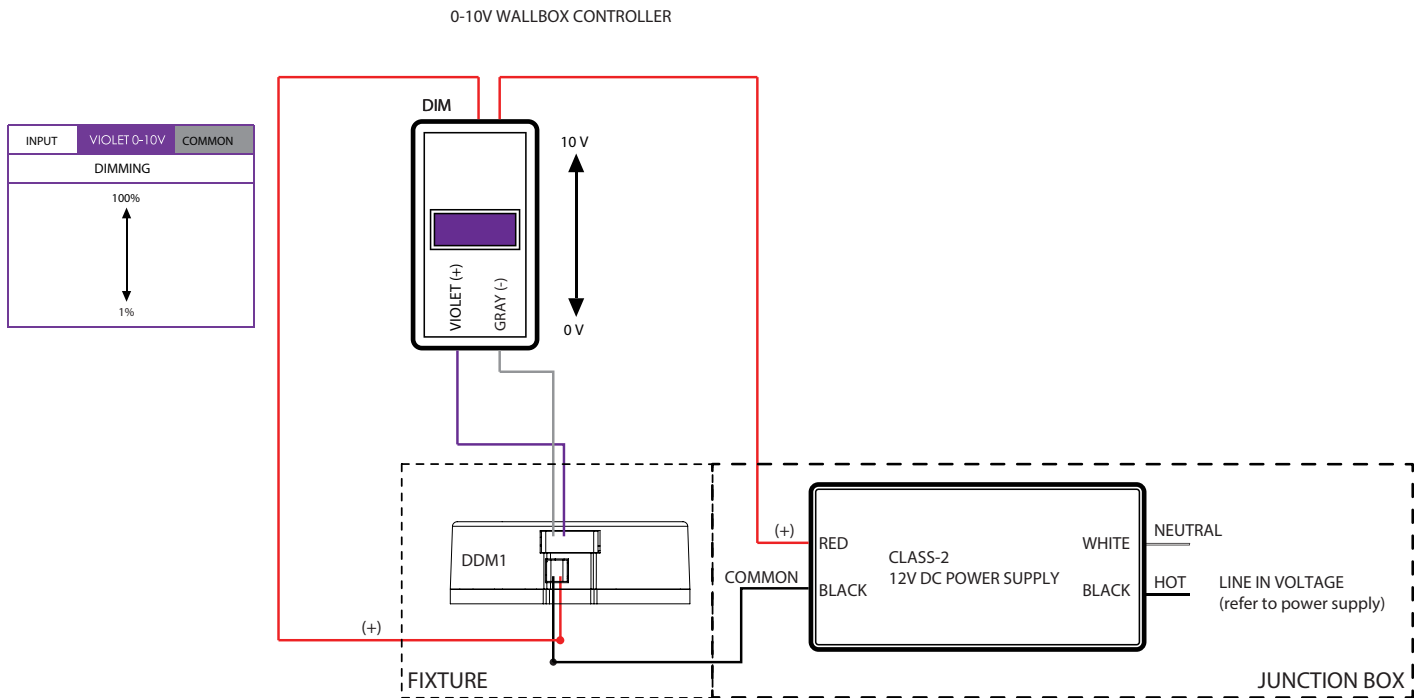 0-10V WALLBOX CONTROLLER
DIM
INPUT VIOLET 0-10V COMMON
DIMMING
100%
1%
10 V
0 V
VIOLET (+)
GRAY (-)
DDM1
(+)
FIXTURE
(+)
COMMON
RED
BLACK
CLASS-2
12V DC POWER SUPPLY
WHITE
BLACK
NEUTRAL
HOT
LINE IN VOLTAGE
(refer to power supply)
JUNCTION BOX